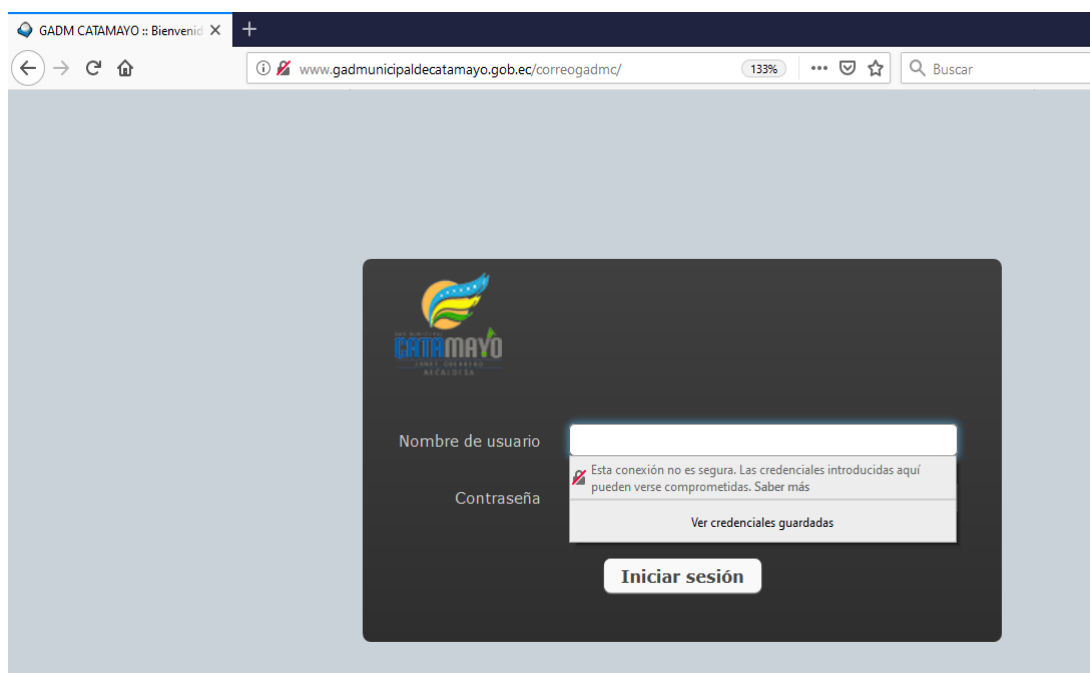 GADM CATAMAYO :: Bienvenid
www.gadmunicipaldecatamayo.gob.ec/correogadmc/
133%
Buscar
CATAMAYO
ALCALDESA
Nombre de usuario
Esta conexión no es segura. Las credenciales introducidas aquí
pueden verse comprometidas. Saber más
Contraseña
Ver credenciales guardadas
Iniciar sesión